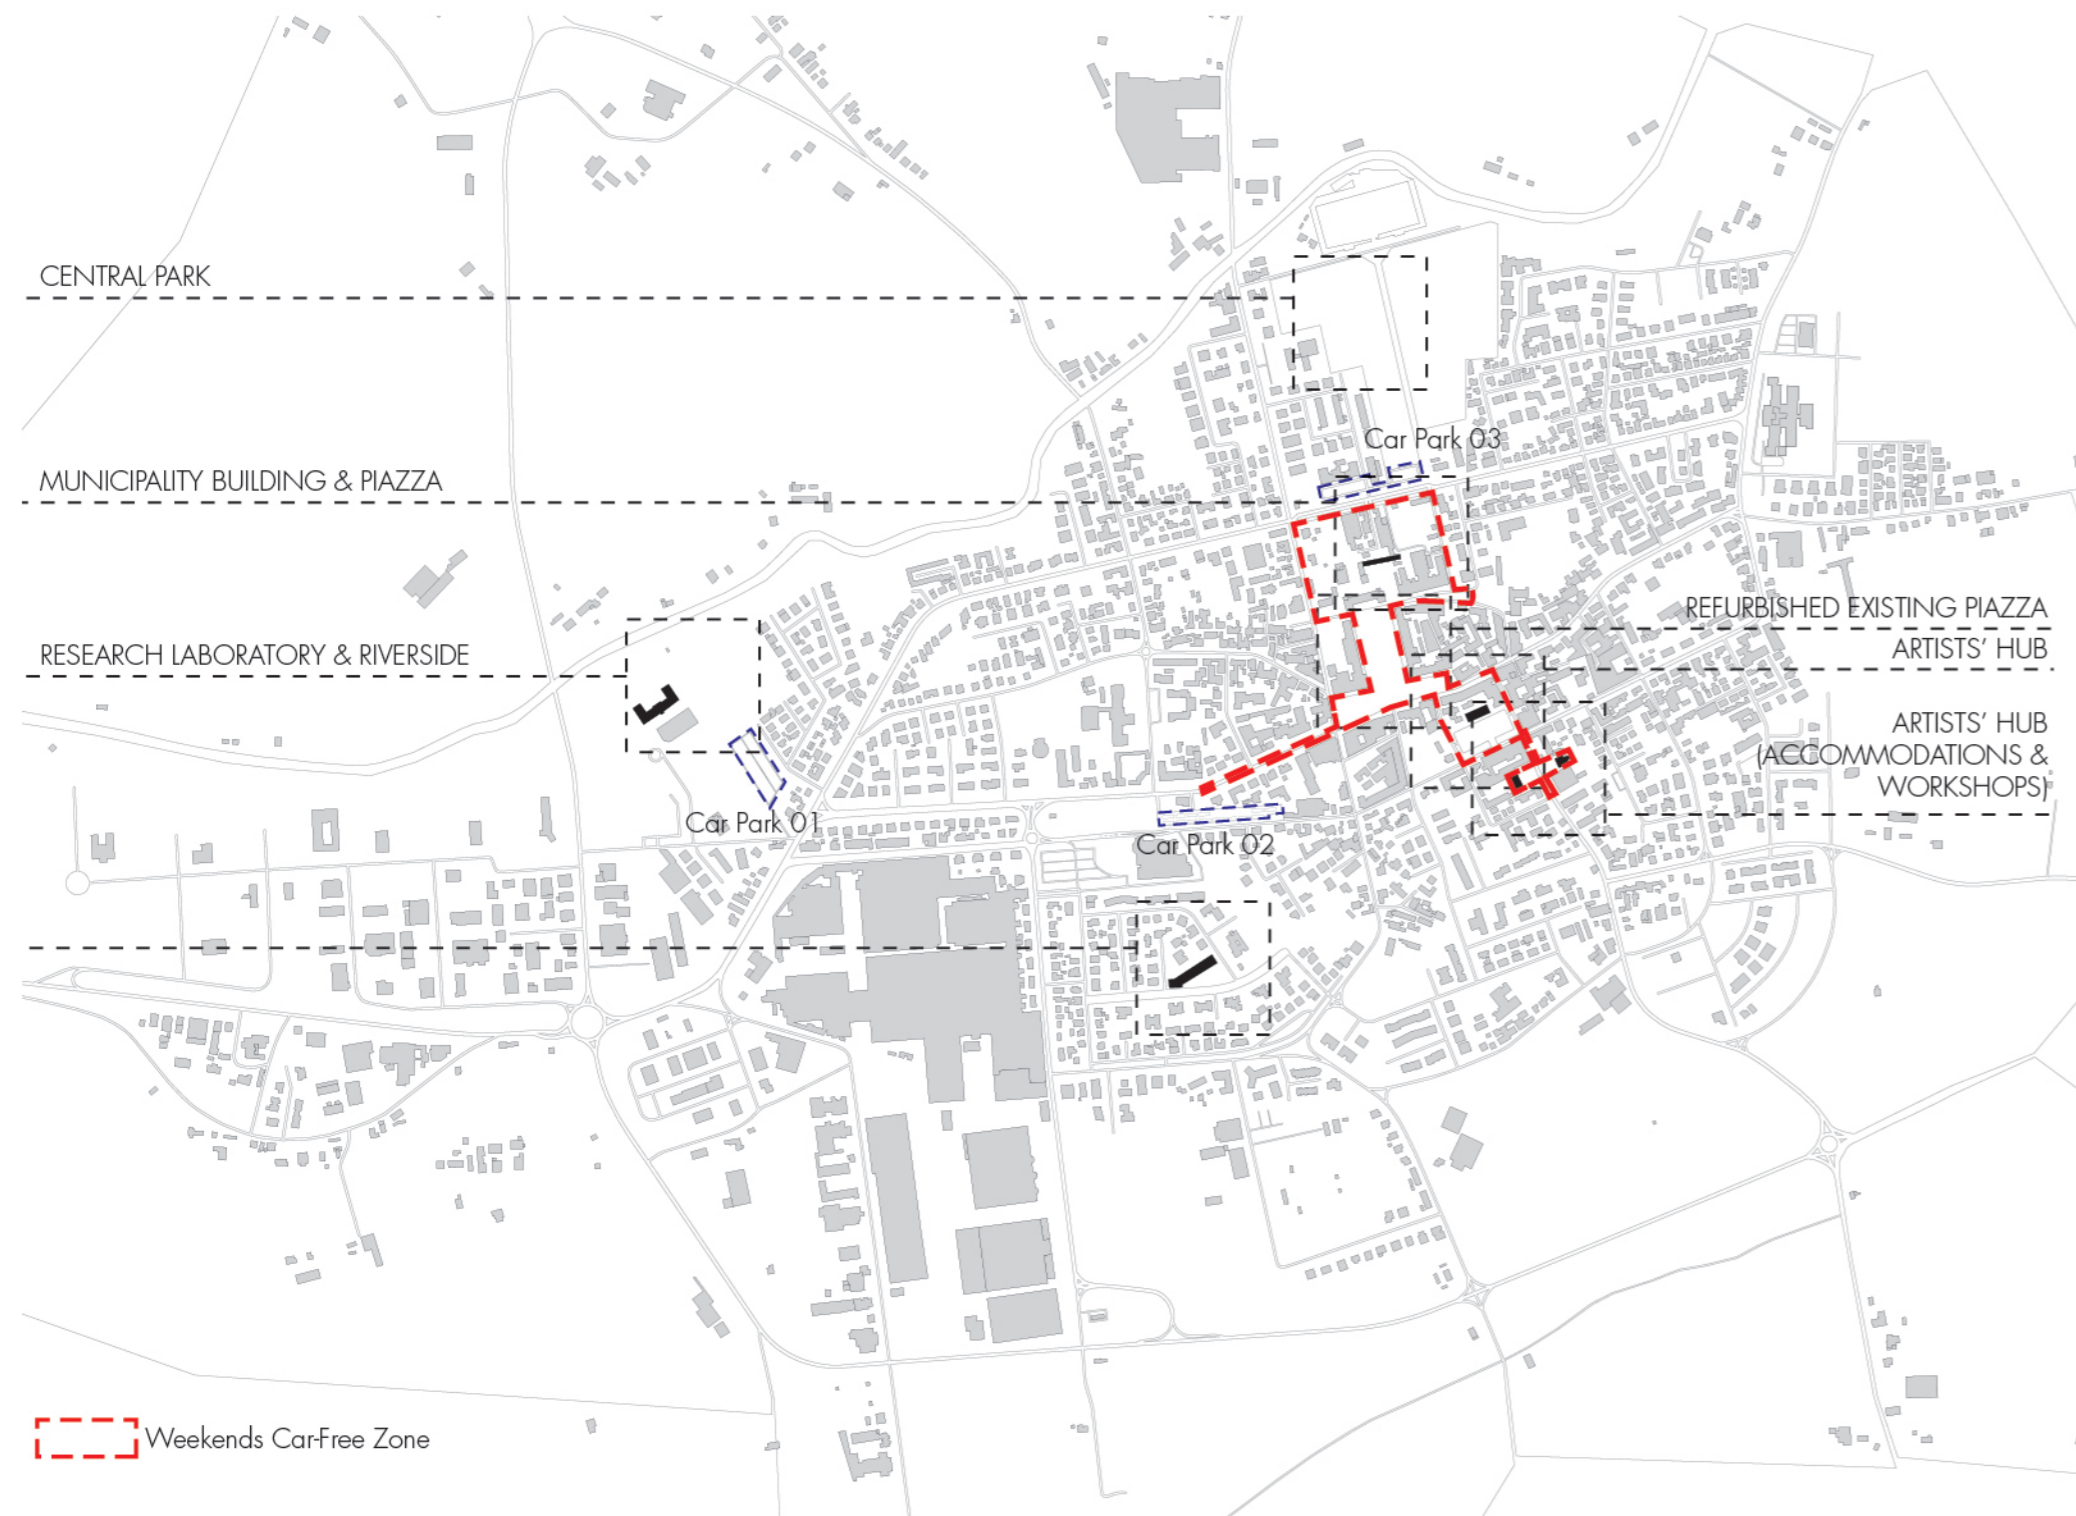 CENTRAL PARK
Car Park 03
MUNICIPALITY BUILDING & PIAZZA
REFURBISHED EXISTING PIAZZA
ARTISTS' HUB
RESEARCH LABORATORY & RIVERSIDE
ARTISTS' HUB
(ACCOMMODATIONS &
WORKSHOPS)
Car Park 01
Car Park 02
Weekends Car-Free Zone